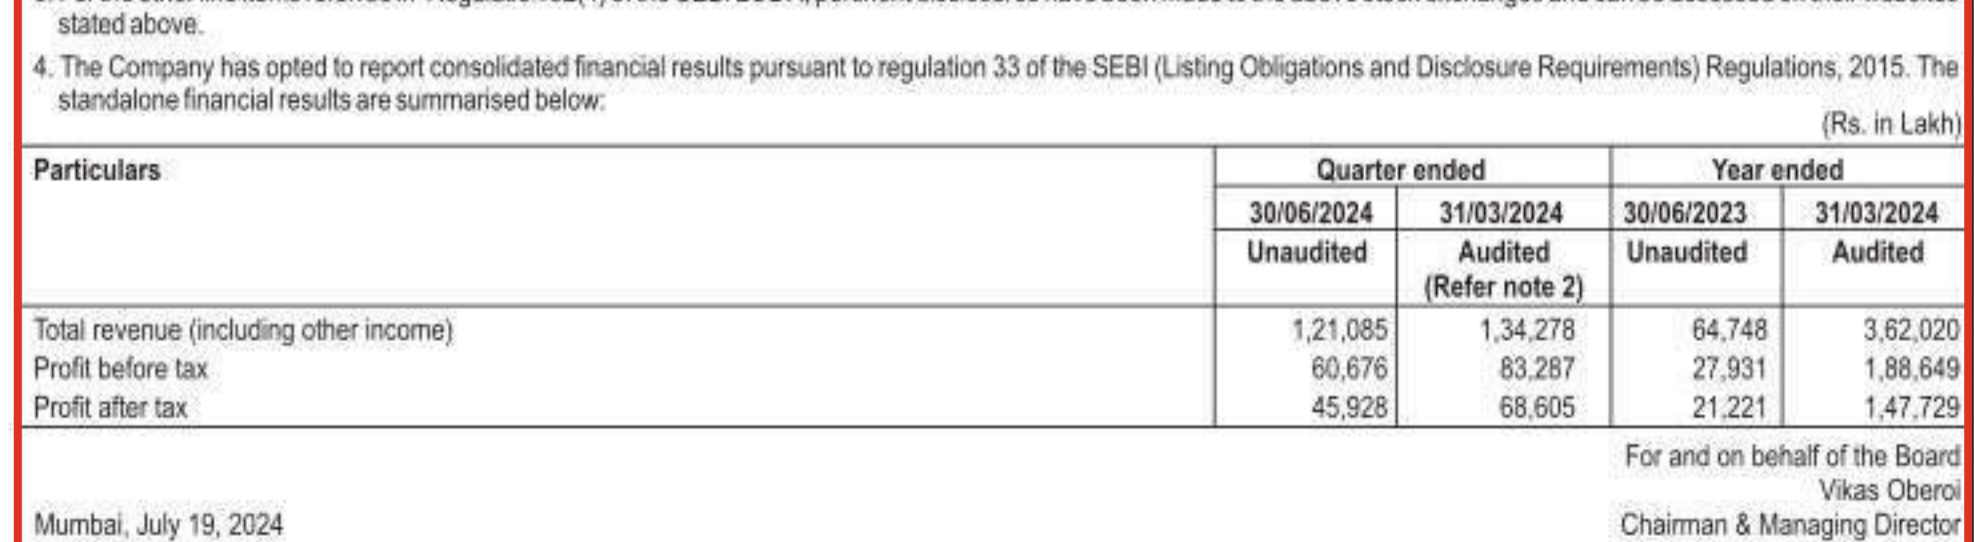 stated above.
4. The Company has opted to report consolidated financial results pursuant to regulation 33 of the SEBI (Listing Obligations and Disclosure Requirements) Regulations, 2015. The
standalone financial results are summarised below:
(Rs. in Lakh)
Particulars Quarter ended Year ended
30/06/2024 31/03/2024 30/06/2023 31/03/2024
Unaudited Audited Unaudited Audited
(Refer note 2)
Total revenue (including other income) 1,21,085 1,34,278 64,748 3,62,020
Profit before tax 60,676 83,287 27,931 1,88,649
Profit after tax 45,928 68,605 21,221 1,47,729
For and on behalf of the Board
Vikas Oberoi
Mumbai, July 19, 2024 Chairman & Managing Director